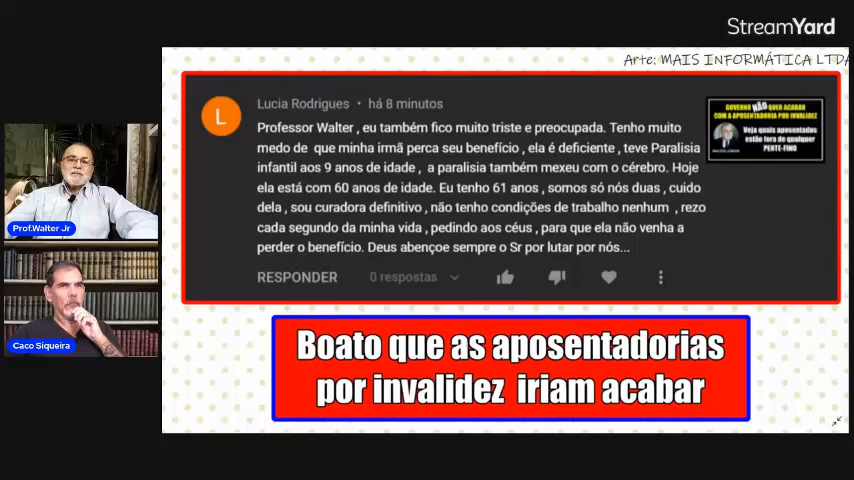 StreamYard
Arte: MAIS INFORMÁTICA LTDA
L
Lucia Rodrigues • há 8 minutos
Professor Walter , eu também fico muito triste e preocupada. Tenho muito
medo de que minha irmã perca seu benefício , ela é deficiente , teve Paralisia
infantil aos 9 anos de idade , a paralisia também mexeu com o cérebro. Hoje
ela está com 60 anos de idade. Eu tenho 61 anos , somos só nós duas , cuido
dela , sou curadora definitivo , não tenho condições de trabalho nenhum , rezo
cada segundo da minha vida , pedindo aos céus , para que ela não venha a
perder o benefício. Deus abençoe sempre o Sr por lutar por nós...
RESPONDER 0 respostas
GOVERNO NÃO QUER ACABAR
COM A APOSENTADORIA POR INVALIDEZ
Veja quais aposentados
estão fora de qualquer
PENTE-FINO
Prof.Walter Jr
Caco Siqueira
Boato que as aposentadorias
por invalidez iriam acabar